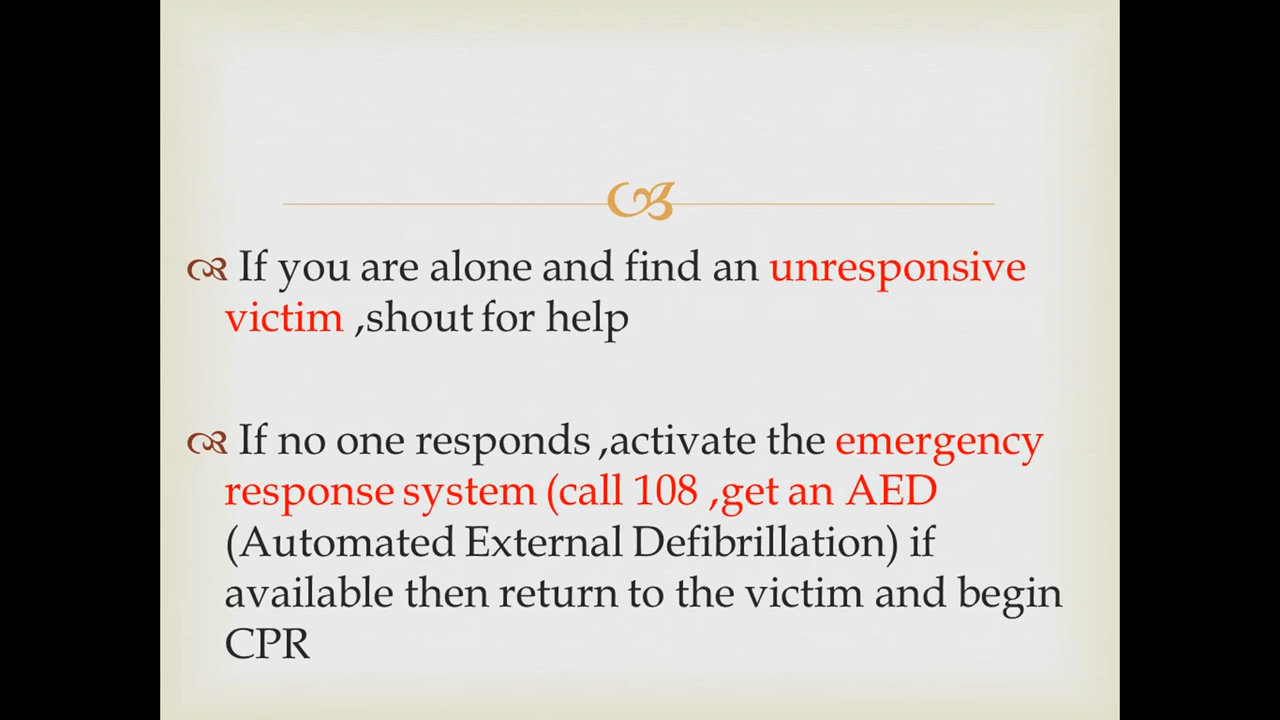 If you are alone and find an unresponsive
victim ,shout for help
If no one responds ,activate the emergency
response system (call 108 ,get an AED
(Automated External Defibrillation) if
available then return to the victim and begin
CPR